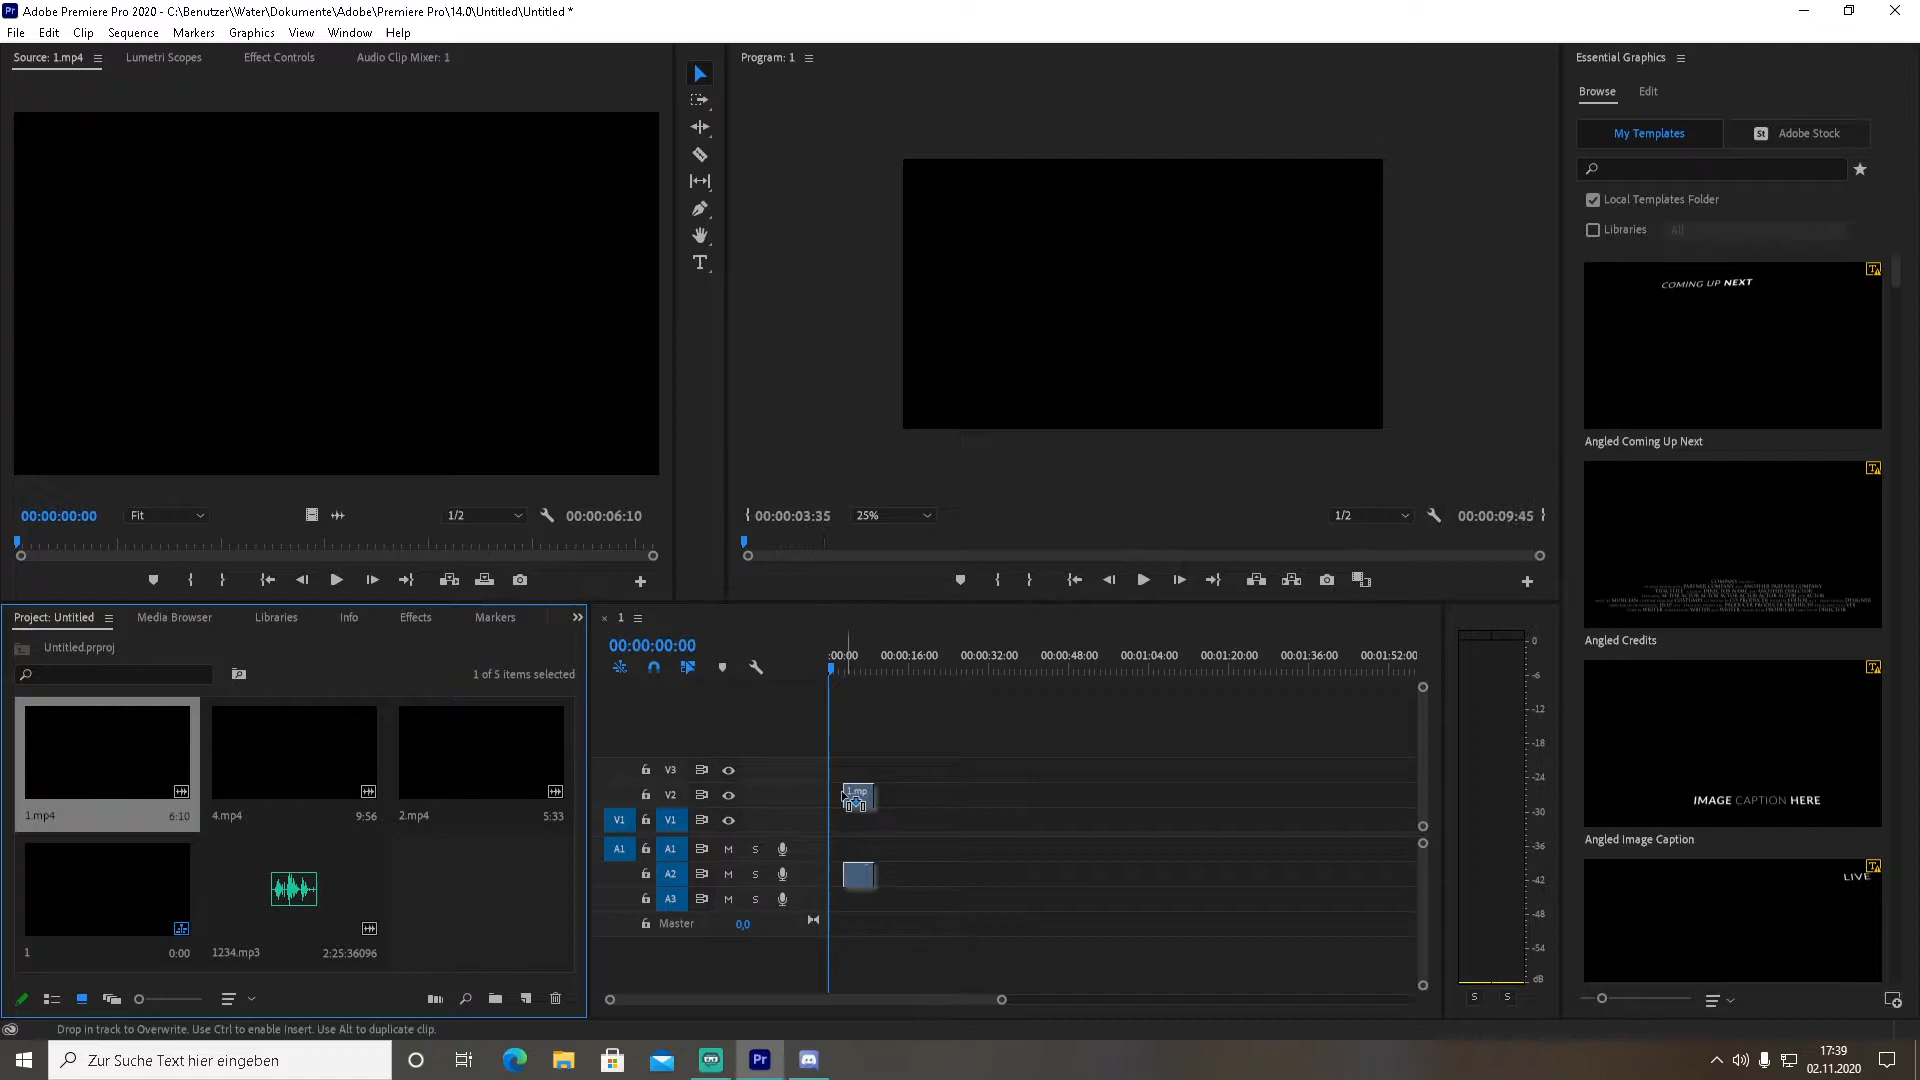 Pr Adobe Premiere Pro 2020 - C:\Benutzer\Water\Dokumente\Adobe\Premiere Pro\14.0\Untitled\Untitled *
File Edit Clip Sequence Markers Graphics View Window Help
Source: 1.mp4 Lumetri Scopes Effect Controls Audio Clip Mixer: 1
Program: 1
Essential Graphics
Browse Edit
My Templates St Adobe Stock
Local Templates Folder
Libraries All
COMING UP NEXT
Angled Coming Up Next
Angled Credits
IMAGE CAPTION HERE
Angled Image Caption
LIVE
00:00:00:00 Fit 1/2 00:00:06:10
00:00:03:35 25% 1/2 00:00:09:45
Project: Untitled Media Browser Libraries Info Effects Markers
Untitled.prproj
1 of 5 items selected
1.mp4 6:10 4.mp4 9:56 2.mp4 5:33
1 0:00 1234.mp3 2:25:36096
1
00:00:00:00
:00:00 00:00:16:00 00:00:32:00 00:00:48:00 00:01:04:00 00:01:20:00 00:01:36:00 00:01:52:00
V3
V2 1.mp
V1 V1
A1 A1 M S
A2 M S
A3 M S
Master 0,0
0
-6
-12
-18
-24
-30
-36
-42
-48
-54
dB
S S
Drop in track to Overwrite. Use Ctrl to enable Insert. Use Alt to duplicate clip.
Zur Suche Text hier eingeben Pr
17:39
02.11.2020